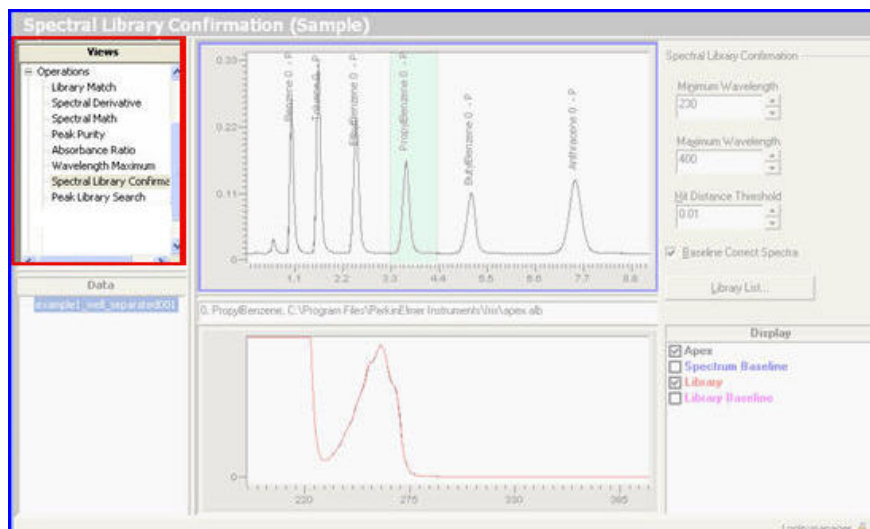 Spectral Library Confirmation (Sample)
Views
Operations
Library Match
Spectral Derivative
Spectral Math
Peak Purity
Absorbance Ratio
Wavelength Maximum
Spectral Library Confirma
Peak Library Search
Data
example1_well_separated001
0.30
0.22
0.11
0
Benzene 0 - P
Toluene 0 - P
EthylBenzene 0 - P
PropylBenzene 0 - P
ButylBenzene 0 - P
Anthracene 0 - P
1.1
2.2
3.3
4.4
5.5
6.6
7.7
8.8
0, PropylBenzene, C:\Program Files\PerkinElmer Instruments\Iris\apex.alb
0
220
275
330
385
Spectral Library Confirmation
Minimum Wavelength
230
Maximum Wavelength
400
Hit Distance Threshold
0.01
Baseline Correct Spectra
Library List...
Display
Apex
Spectrum Baseline
Library
Library Baseline